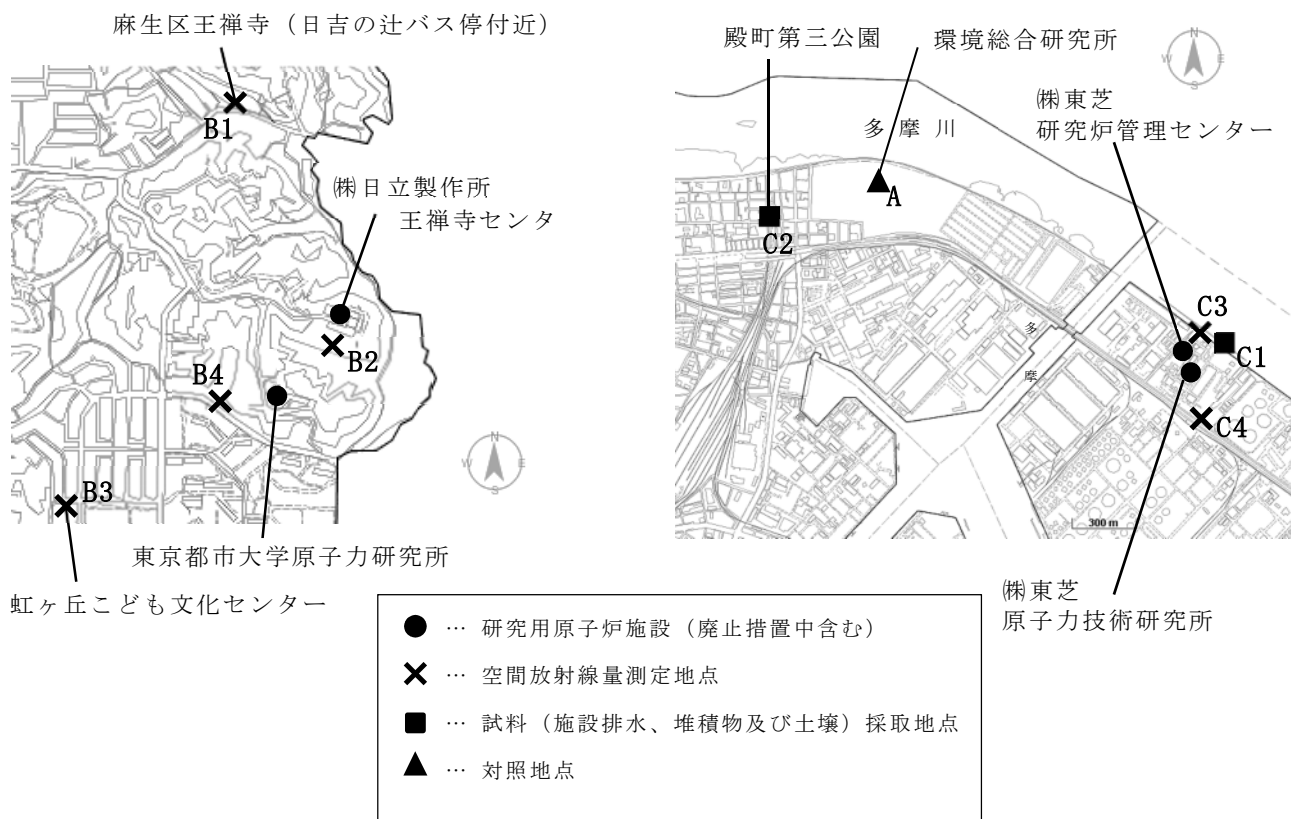 麻生区王禅寺（日吉の辻バス停付近）
B1
㈱日立製作所
王禅寺センタ
B2
B4
B3
N
W E
S
東京都市大学原子力研究所
虹ヶ丘こども文化センター
殿町第三公園
環境総合研究所
N
W E
S
㈱東芝
研究炉管理センター
多摩川
A
C2
C3
C1
多
摩
C4
300 m
㈱東芝
原子力技術研究所
● … 研究用原子炉施設（廃止措置中含む）
× … 空間放射線量測定地点
■ … 試料（施設排水、堆積物及び土壌）採取地点
▲ … 対照地点